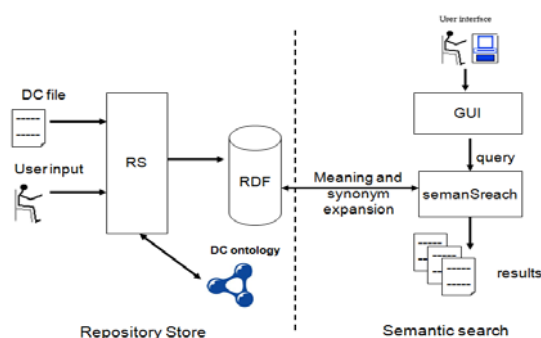 User interface
DC file
GUI
RS
query
User input
RDF
Meaning and
synonym
expansion
semanSreach
DC ontology
results
Repository Store
Semantic search